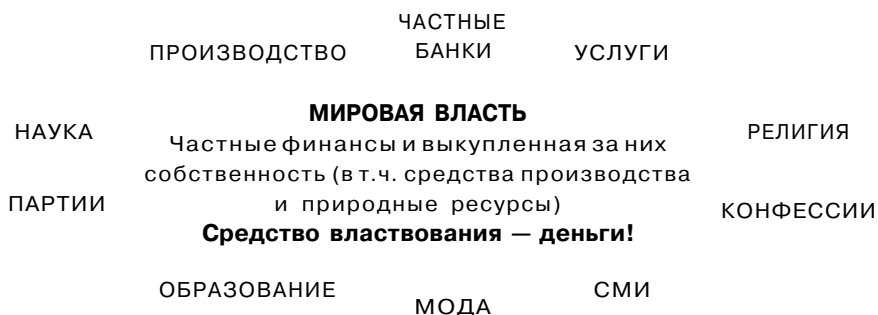 ЧАСТНЫЕ
ПРОИЗВОДСТВО БАНКИ УСЛУГИ
МИРОВАЯ ВЛАСТЬ
НАУКА Частные финансы и выкупленная за них РЕЛИГИЯ
собственность (в т.ч. средства производства
ПАРТИИ и природные ресурсы) КОНФЕССИИ
Средство властвования — деньги!
ОБРАЗОВАНИЕ МОДА СМИ